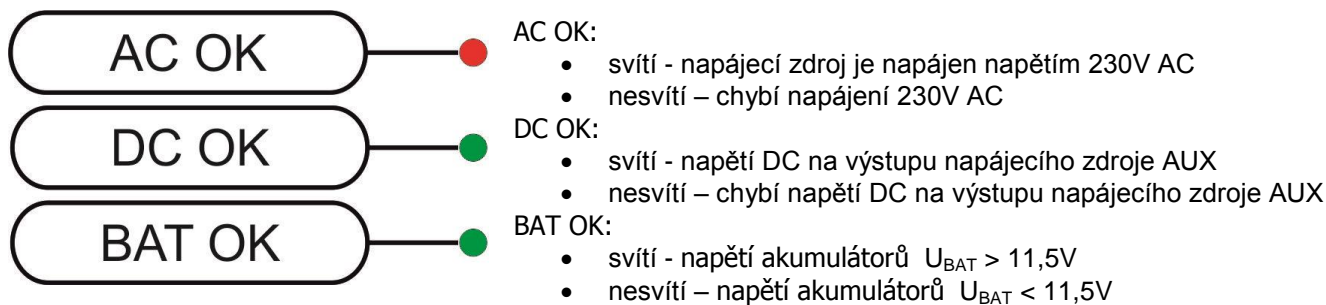 AC OK
AC OK:
• svítí - napájecí zdroj je napájen napětím 230V AC
• nesvítí – chybí napájení 230V AC
DC OK
DC OK:
• svítí - napětí DC na výstupu napájecího zdroje AUX
• nesvítí – chybí napětí DC na výstupu napájecího zdroje AUX
BAT OK
BAT OK:
• svítí - napětí akumulátorů U_BAT > 11,5V
• nesvítí – napětí akumulátorů U_BAT < 11,5V